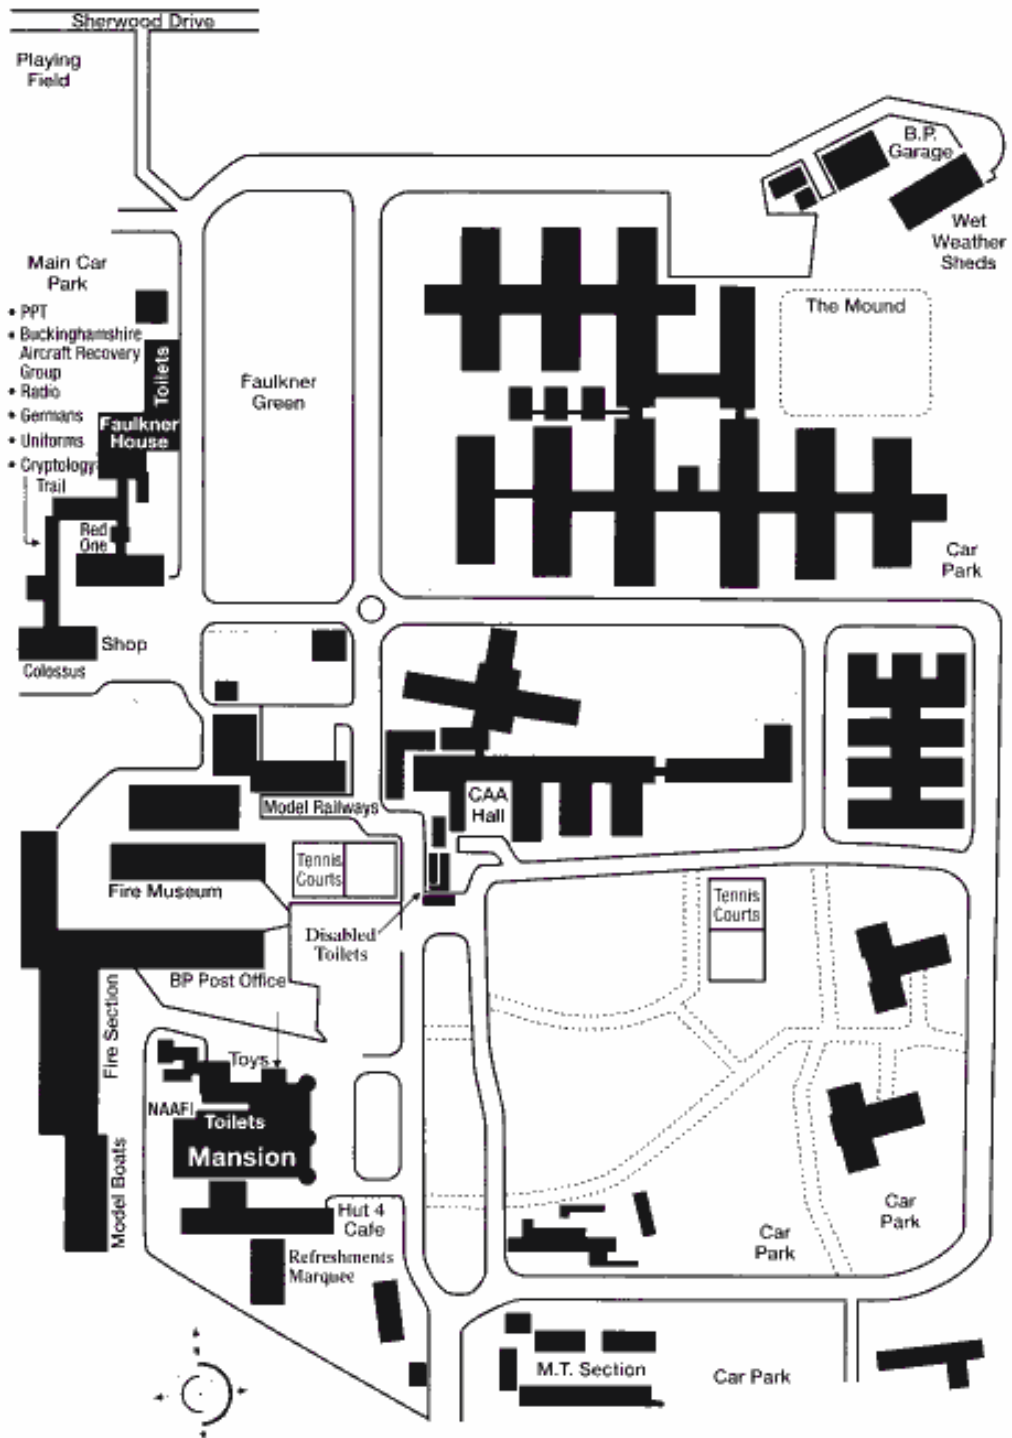 Sherwood Drive
Playing
Field
B.P.
Garage
Wet
Weather
Sheds
Main Car
Park
• PPT
• Buckinghamshire
Aircraft Recovery
Group
• Radio
• Germans
• Uniforms
• Cryptology
Trail
Toilets
Faulkner
House
Faulkner
Green
The Mound
Red
One
Car
Park
Shop
Colossus
Model Railways
CAA
Hall
Tennis
Courts
Fire Museum
Tennis
Courts
Disabled
Toilets
BP Post Office
Fire Section
Toys
NAAFI
Toilets
Mansion
Model Boats
Hut 4
Cafe
Refreshments
Marquee
Car
Park
Car
Park
M.T. Section
Car Park